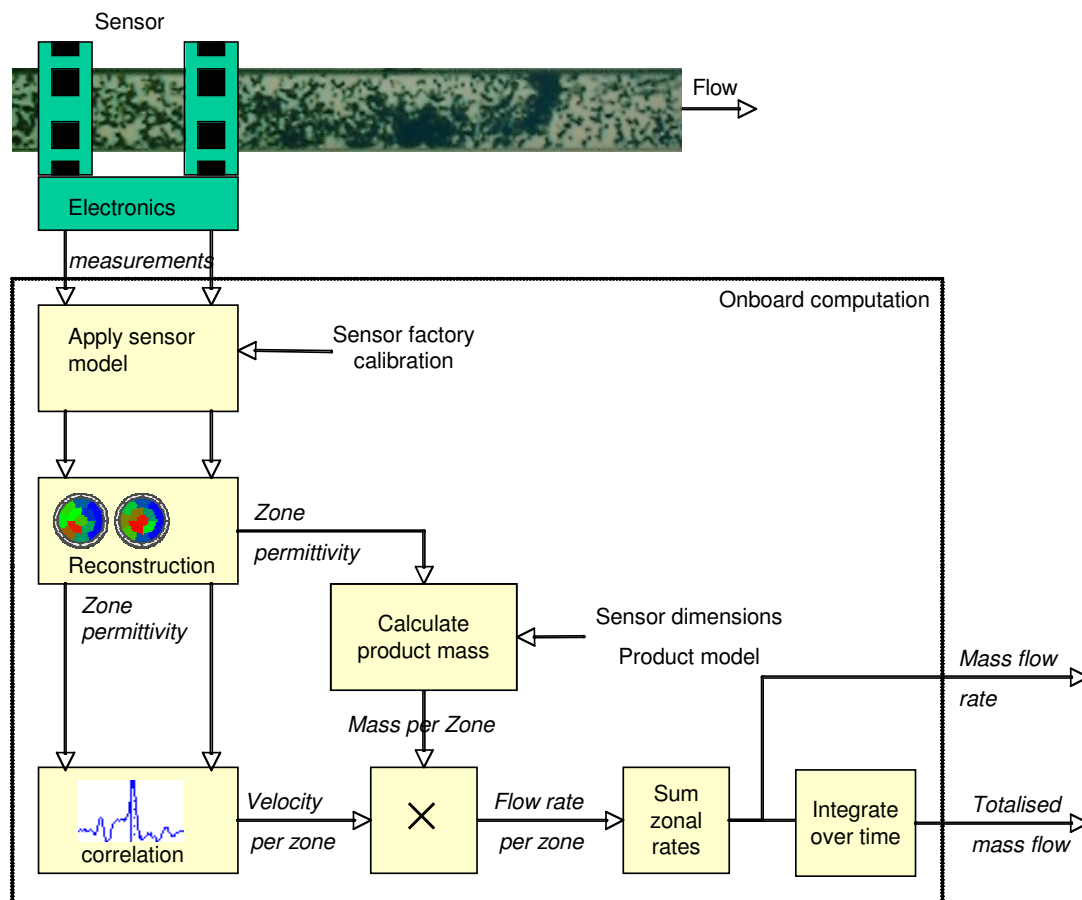 Sensor
Flow
Electronics
measurements
Onboard computation
Apply sensor
model
Sensor factory
calibration
Zone
permittivity
Reconstruction
Zone
permittivity
Calculate
product mass
Sensor dimensions
Product model
Mass flow
rate
Mass per Zone
correlation
Velocity
per zone
×
Flow rate
per zone
Sum
zonal
rates
Integrate
over time
Totalised
mass flow